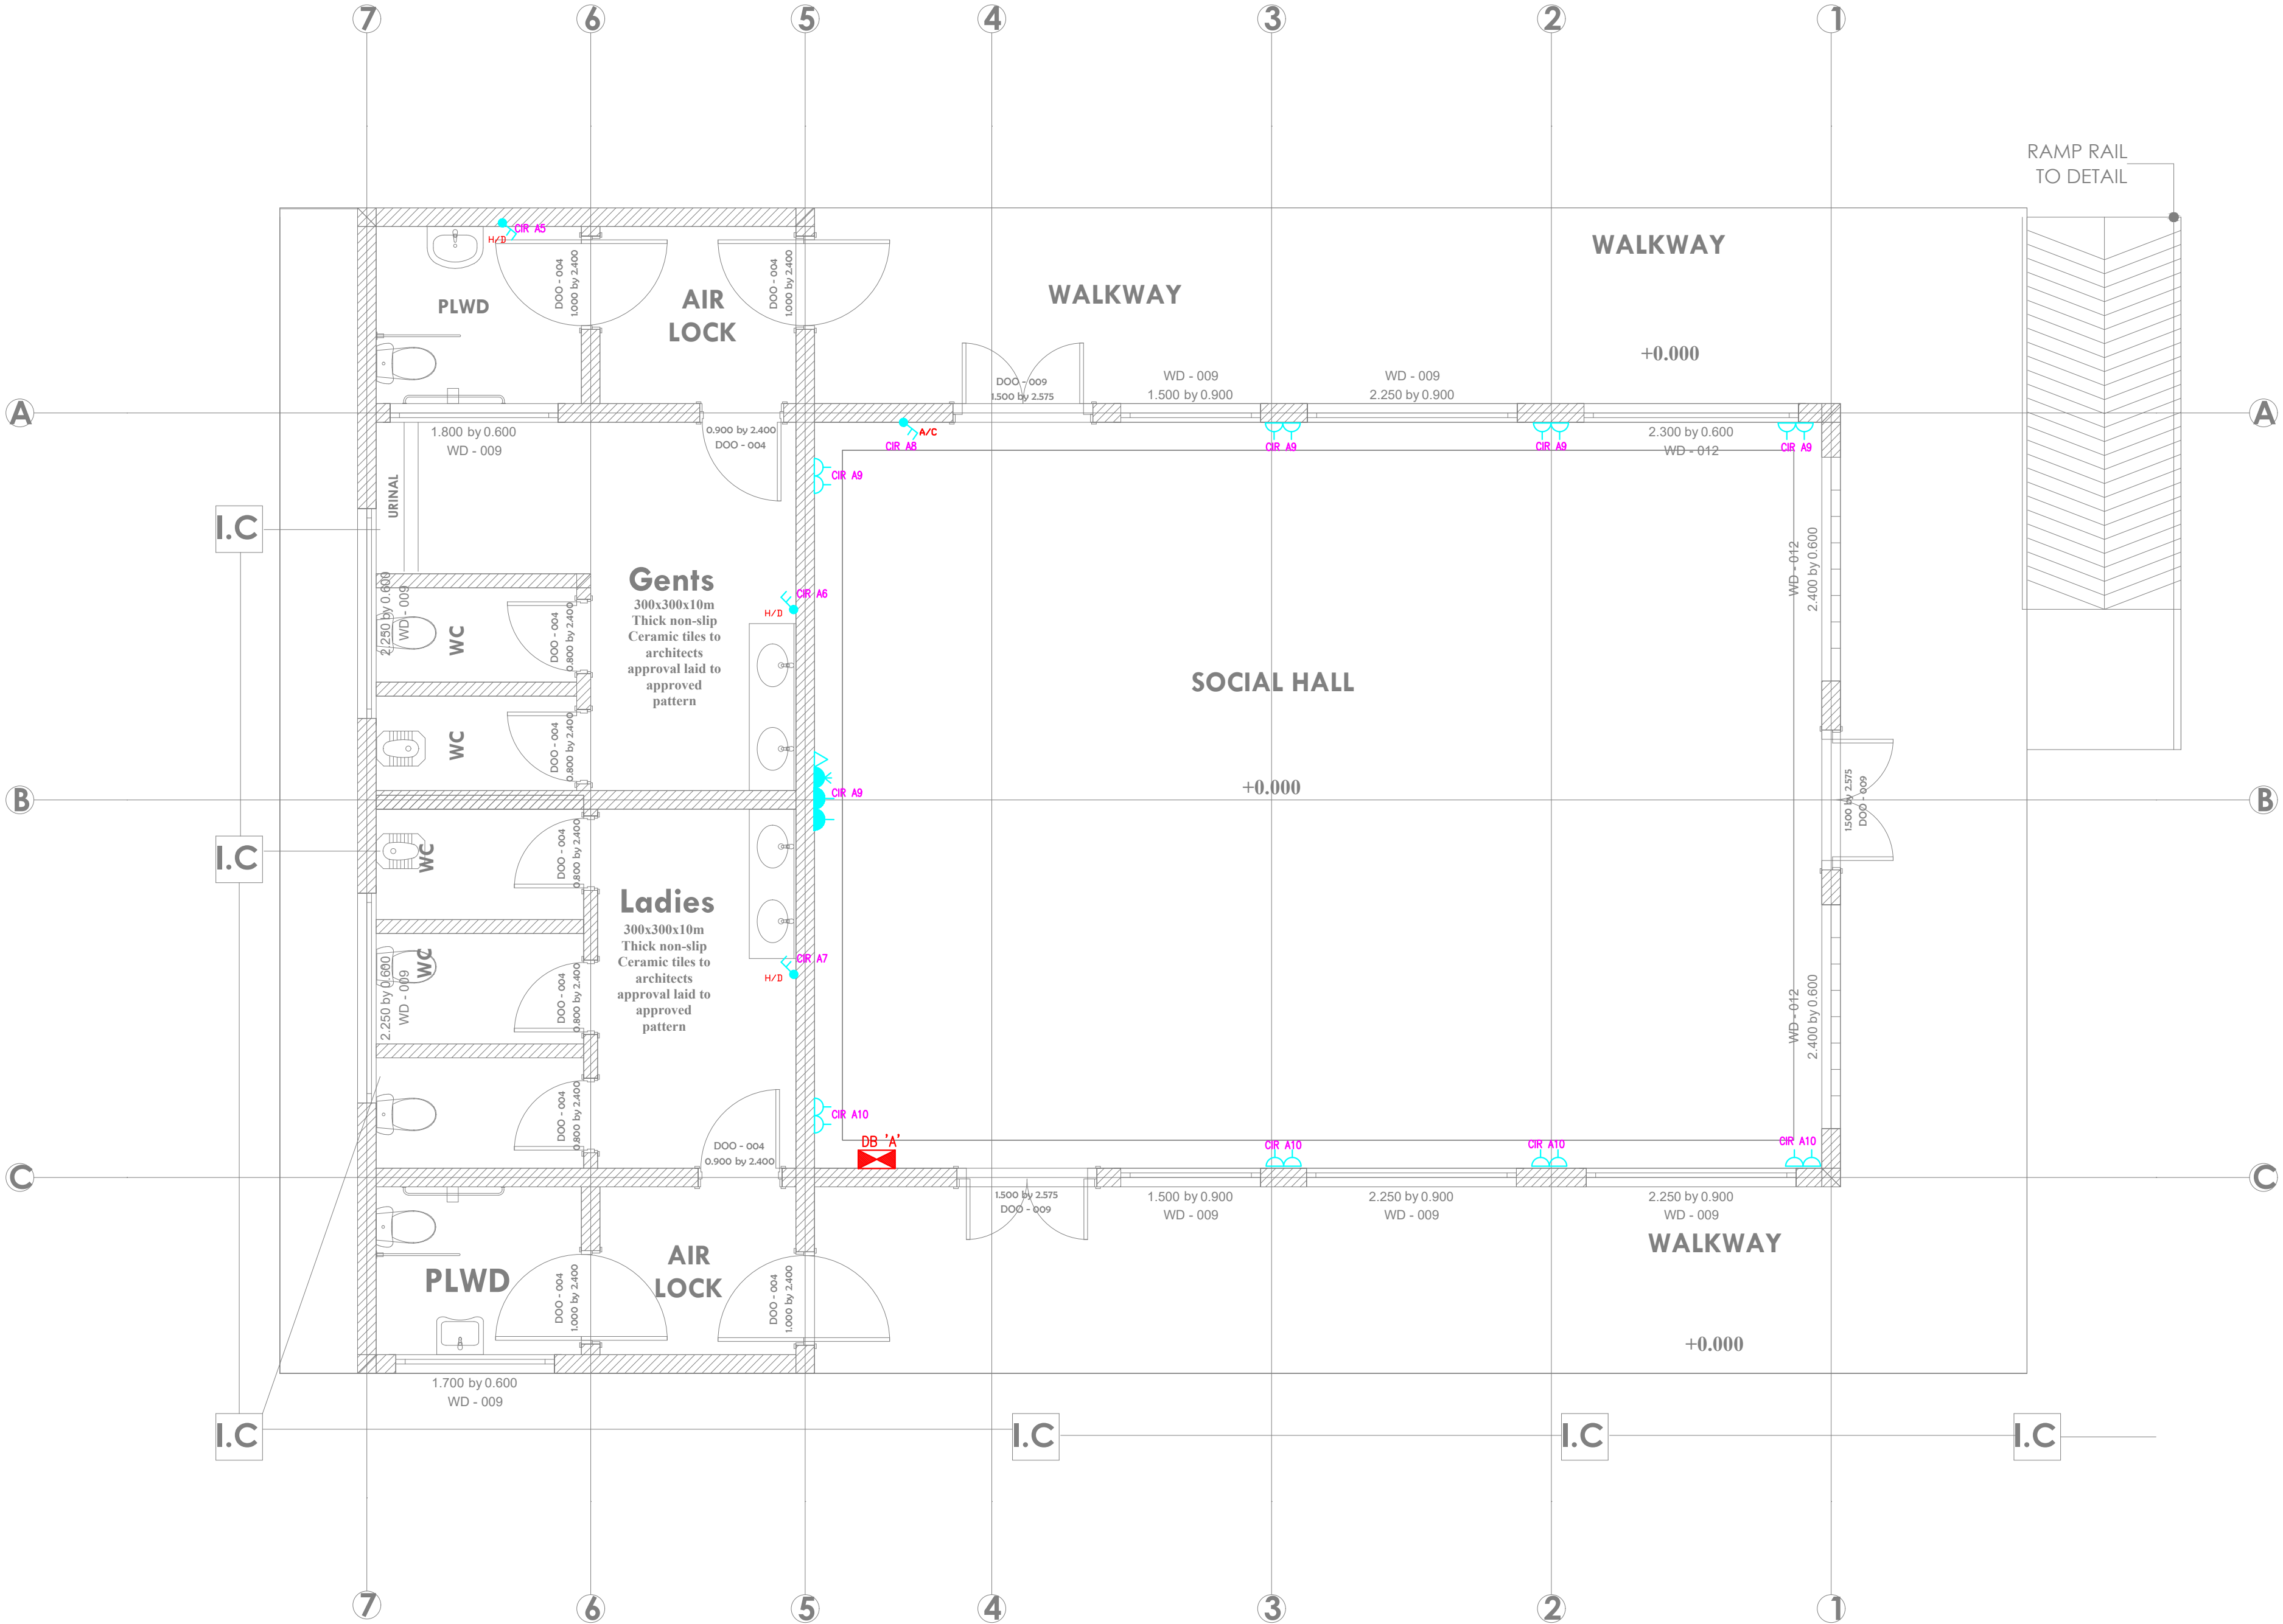 7 6 5 4 3 2 1
RAMP RAIL
TO DETAIL
WALKWAY
WALKWAY
+0.000
CIR A5
H/D
PLWD
DOO - 004
1.000 by 2.400
AIR
LOCK
DOO - 004
1.000 by 2.400
DOO - 009
1.500 by 2.575
WD - 009
1.500 by 0.900
WD - 009
2.250 by 0.900
A
A
1.800 by 0.600
WD - 009
0.900 by 2.400
DOO - 004
A/C
CIR A8
CIR A9
CIR A9
2.300 by 0.600
WD - 012
CIR A9
CIR A9
URINAL
I.C
WD - 012
2.400 by 0.600
2.250 by 0.600
WD - 009
WC
DOO - 004
0.800 by 2.400
Gents
300x300x10m
Thick non-slip
Ceramic tiles to
architects
approval laid to
approved
pattern
CIR A6
H/D
SOCIAL HALL
+0.000
WC
DOO - 004
0.800 by 2.400
B
B
CIR A9
1.500 by 2.575
DOO - 009
I.C
WC
DOO - 004
0.800 by 2.400
Ladies
300x300x10m
Thick non-slip
Ceramic tiles to
architects
approval laid to
approved
pattern
CIR A7
H/D
2.250 by 0.600
WD - 009
WC
DOO - 004
0.800 by 2.400
WD - 012
2.400 by 0.600
DOO - 004
0.800 by 2.400
CIR A10
DB 'A'
CIR A10
CIR A10
CIR A10
DOO - 004
0.900 by 2.400
C
C
1.500 by 2.575
DOO - 009
1.500 by 0.900
WD - 009
2.250 by 0.900
WD - 009
2.250 by 0.900
WD - 009
WALKWAY
PLWD
DOO - 004
1.000 by 2.400
AIR
LOCK
DOO - 004
1.000 by 2.400
+0.000
1.700 by 0.600
WD - 009
I.C
I.C
I.C
I.C
7 6 5 4 3 2 1